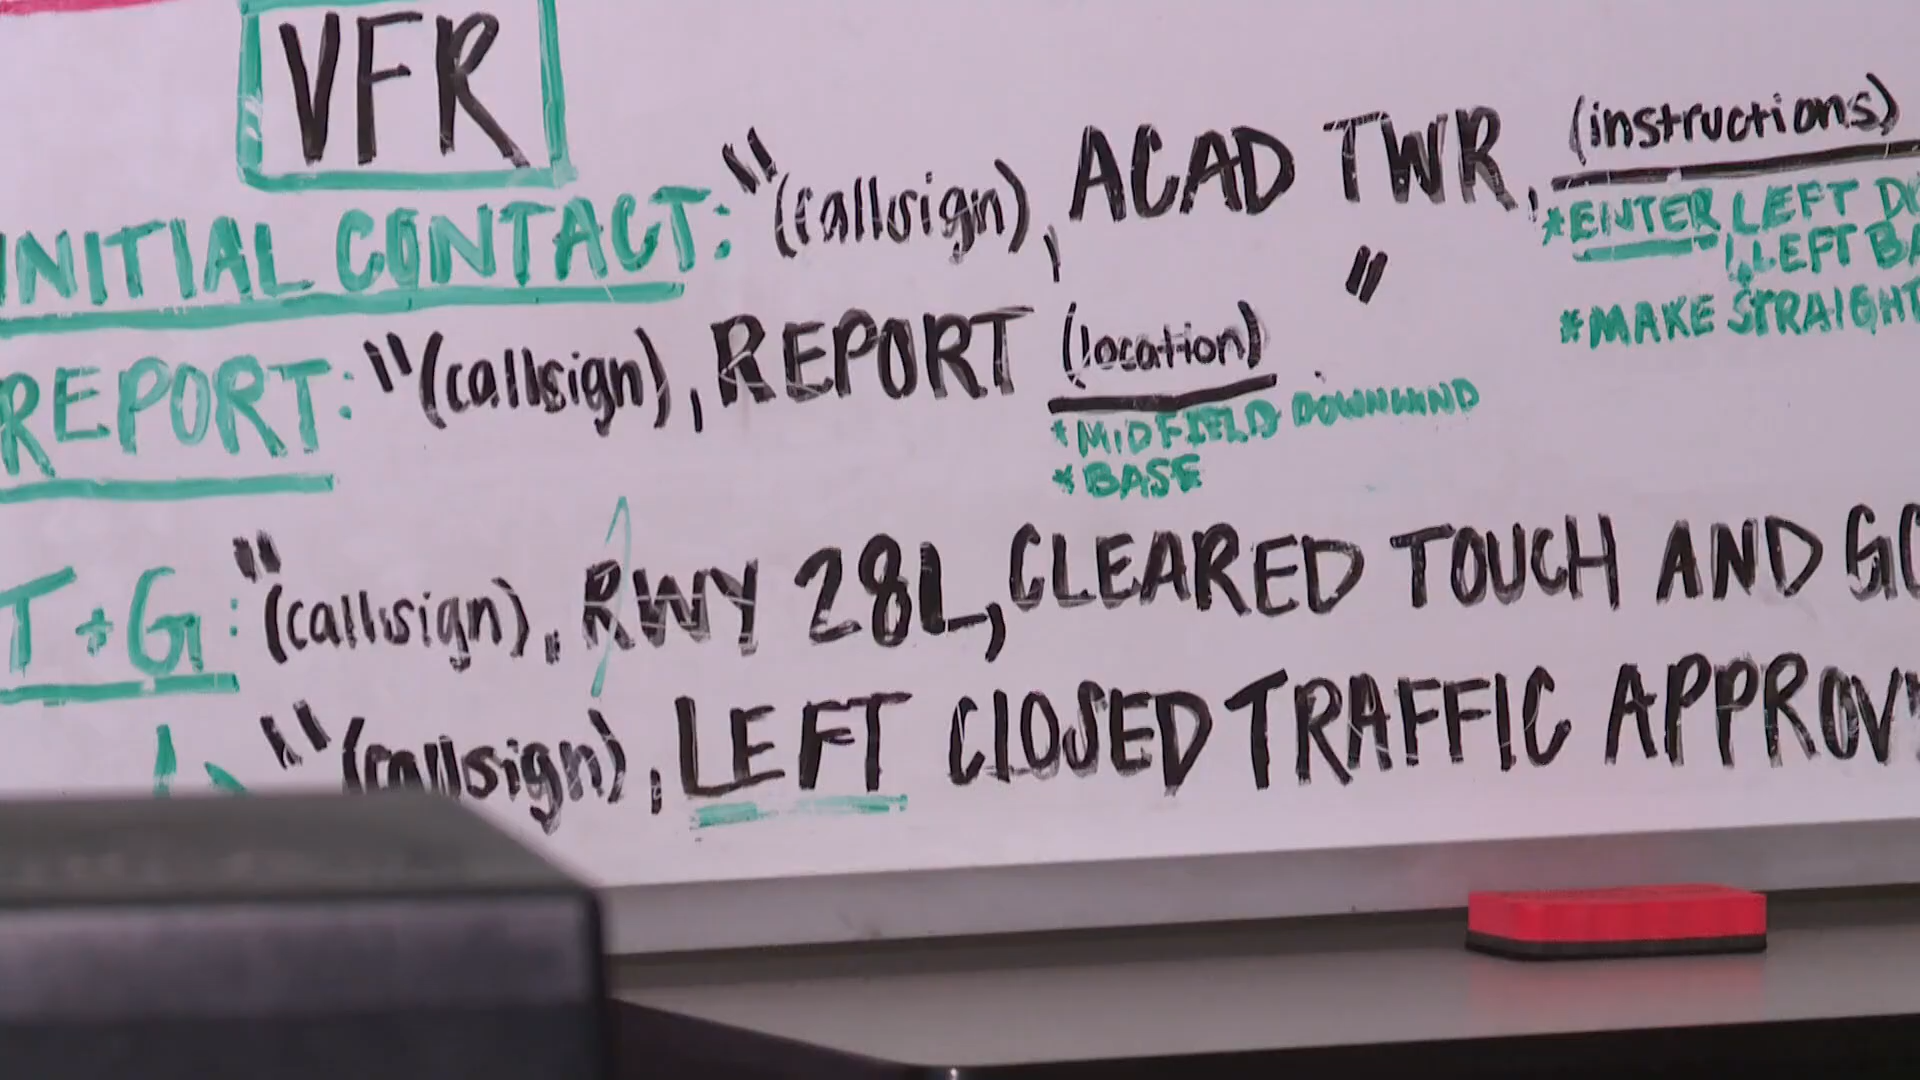 VFR
INITIAL CONTACT: "(callsign), ACAD TWR, (instructions)
*ENTER LEFT
LEFT
*MAKE STRAIGHT
"
REPORT: "(callsign), REPORT (location)
*MIDFIELD DOWNWIND
*BASE
T+G: "(callsign), RWY 28L, CLEARED TOUCH AND
"(callsign), LEFT CLOSED TRAFFIC